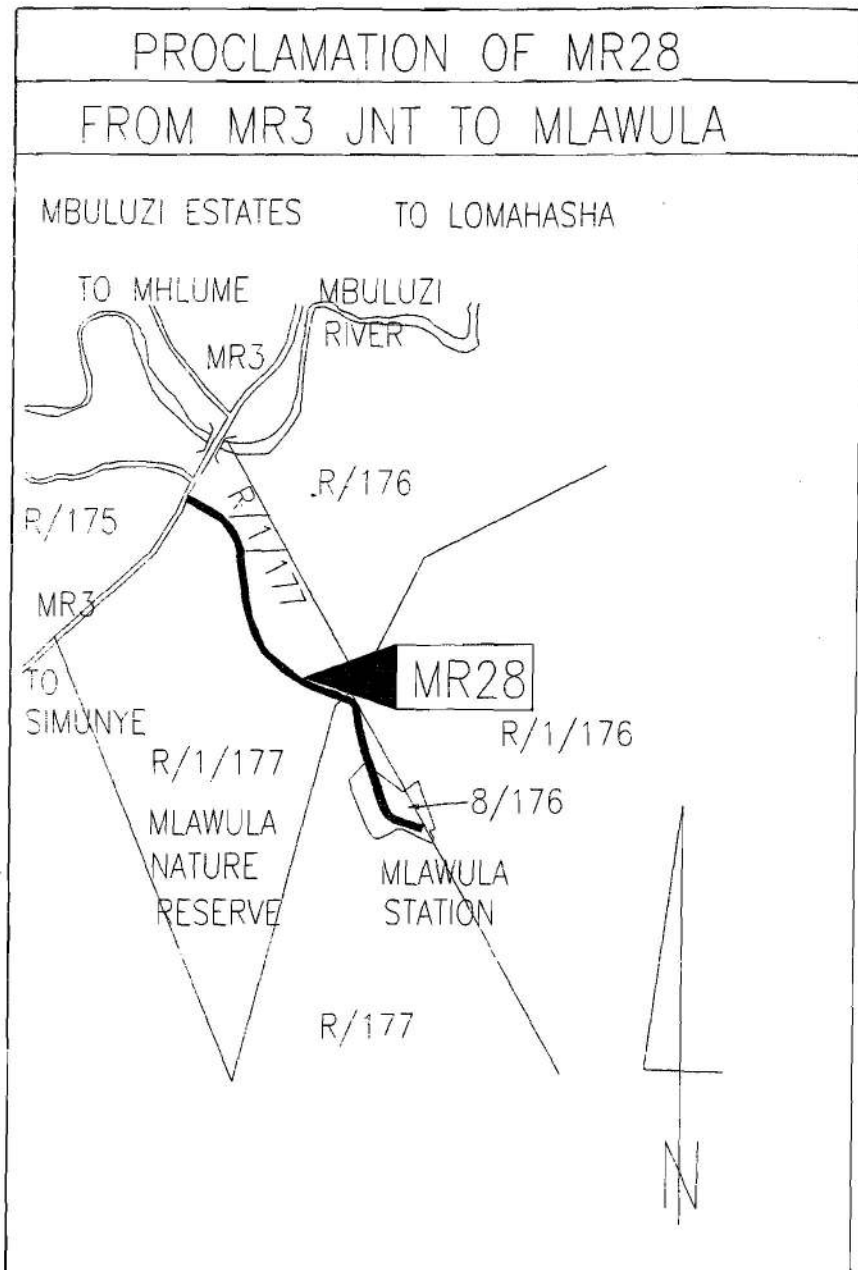 PROCLAMATION OF MR28
FROM MR3 JNT TO MLAWULA
MBULUZI ESTATES
TO LOMAHASHA
TO MHLUME
MBULUZI
RIVER
MR3
R/176
R/175
R/1/177
MR3
TO
SIMUNYE
MR28
R/1/176
R/1/177
8/176
MLAWULA
NATURE
RESERVE
MLAWULA
STATION
R/177
N